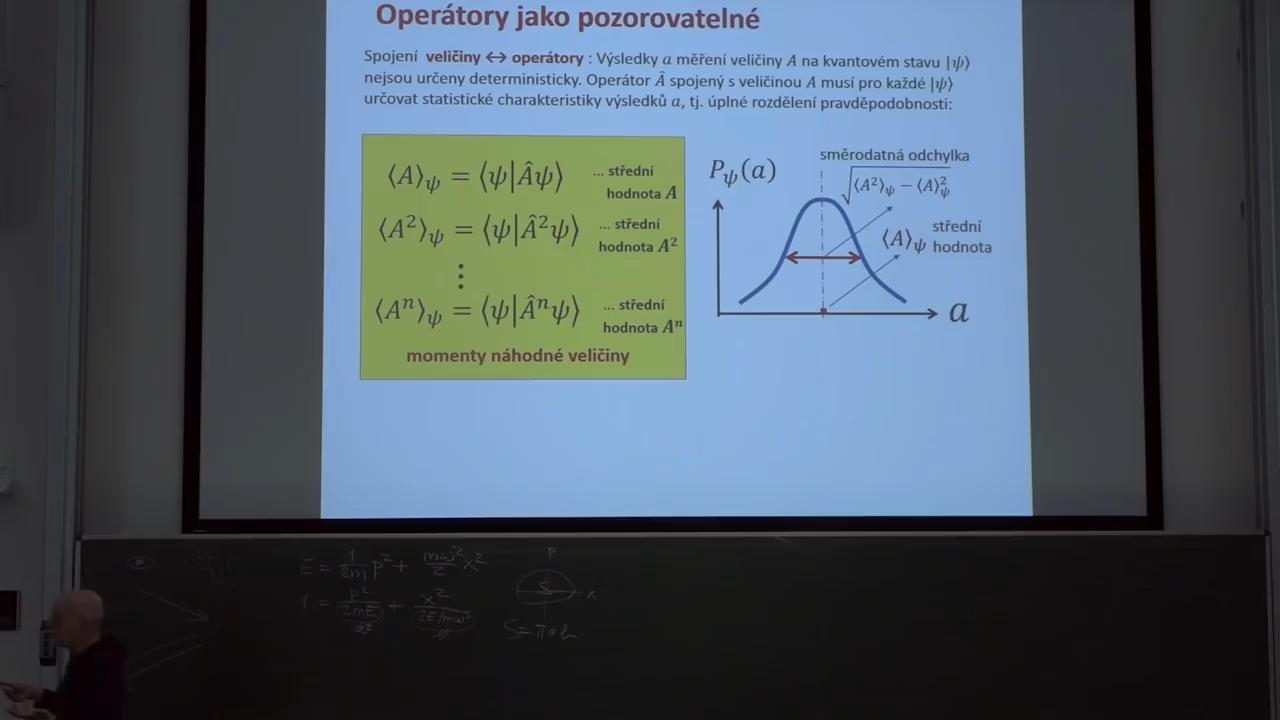 Operátory jako pozorovatelné
Spojení veličiny ↔ operátory : Výsledky a měření veličiny A na kvantovém stavu |ψ⟩
nejsou určeny deterministicky. Operátor Â spojený s veličinou A musí pro každé |ψ⟩
určovat statistické charakteristiky výsledků a, tj. úplné rozdělení pravděpodobnosti:
⟨A⟩ψ = ⟨ψ|Âψ⟩ ... střední
hodnota A
⟨A²⟩ψ = ⟨ψ|Â²ψ⟩ ... střední
hodnota A²
⋮
⟨Aⁿ⟩ψ = ⟨ψ|Âⁿψ⟩ ... střední
hodnota Aⁿ
momenty náhodné veličiny
Pψ(a)
směrodatná odchylka
√(⟨A²⟩ψ − ⟨A⟩²ψ)
⟨A⟩ψ střední
hodnota
a
E = 1/2m p² + mω²/2 x²
1 = p²/2mE + x²/2E/mω²
p
S
x
S = πab